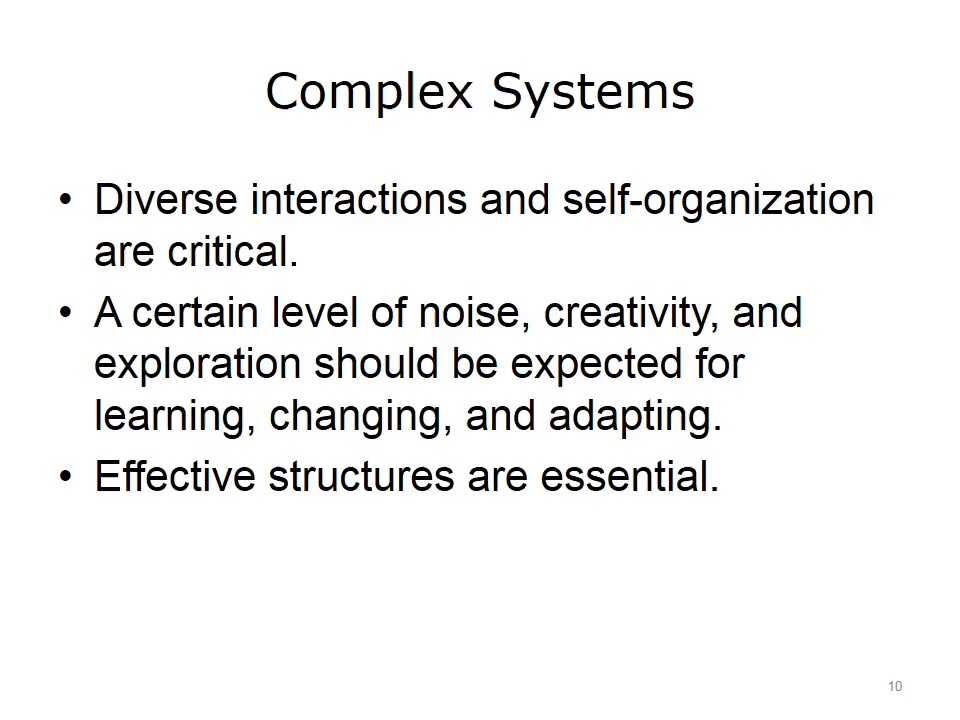 Complex Systems
• Diverse interactions and self-organization
are critical.
• A certain level of noise, creativity, and
exploration should be expected for
learning, changing, and adapting.
• Effective structures are essential.
10